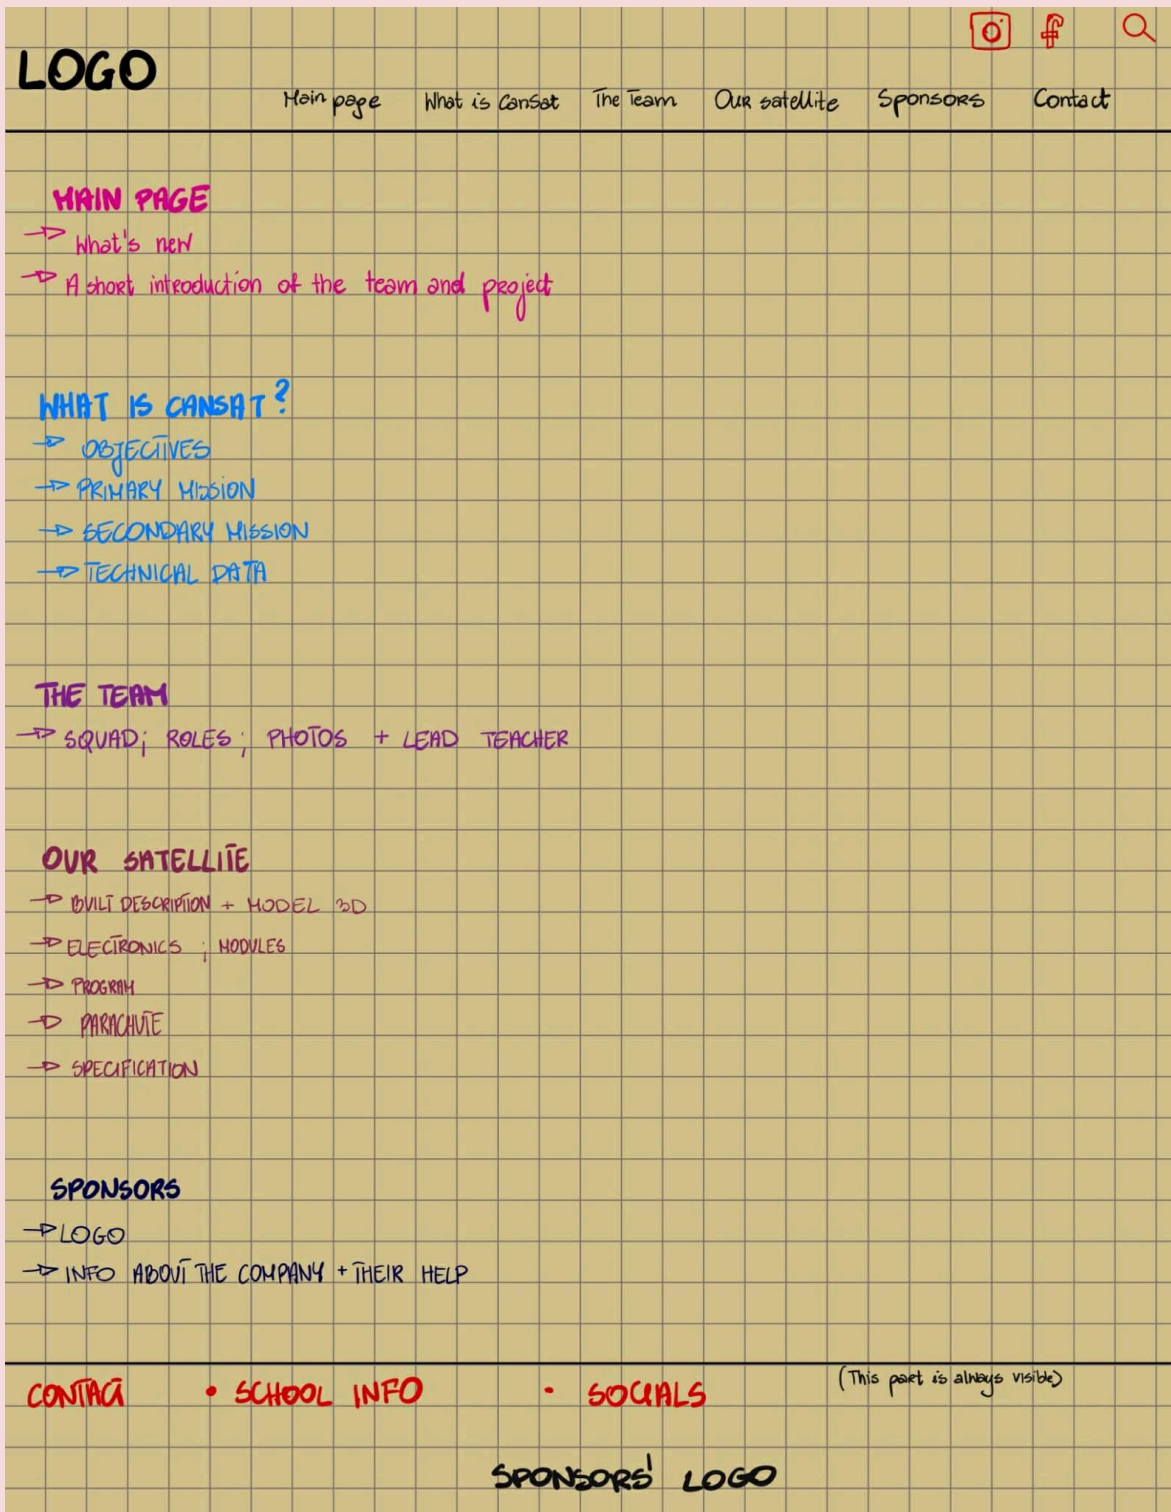 LOGO
Main page What is CanSat The Team Our satellite Sponsors Contact
MAIN PAGE
→ What's new
→ A short introduction of the team and project
WHAT IS CANSAT?
→ OBJECTIVES
→ PRIMARY MISSION
→ SECONDARY MISSION
→ TECHNICAL DATA
THE TEAM
→ SQUAD; ROLES; PHOTOS + LEAD TEACHER
OUR SATELLITE
→ BUILT DESCRIPTION + MODEL 3D
→ ELECTRONICS ; MODULES
→ PROGRAM
→ PARACHUTE
→ SPECIFICATION
SPONSORS
→ LOGO
→ INFO ABOUT THE COMPANY + THEIR HELP
(This part is always visible)
CONTACT • SCHOOL INFO • SOCIALS
SPONSORS' LOGO